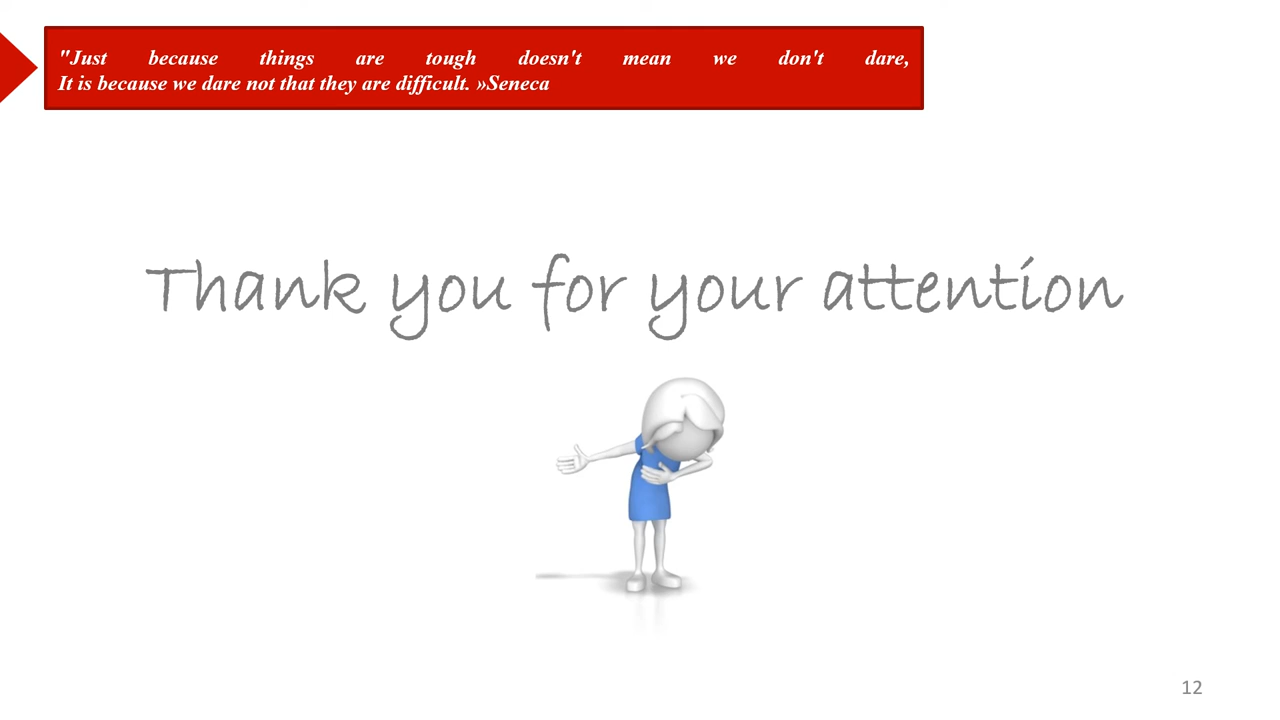 "Just because things are tough doesn't mean we don't dare,
It is because we dare not that they are difficult. »Seneca
Thank you for your attention
12